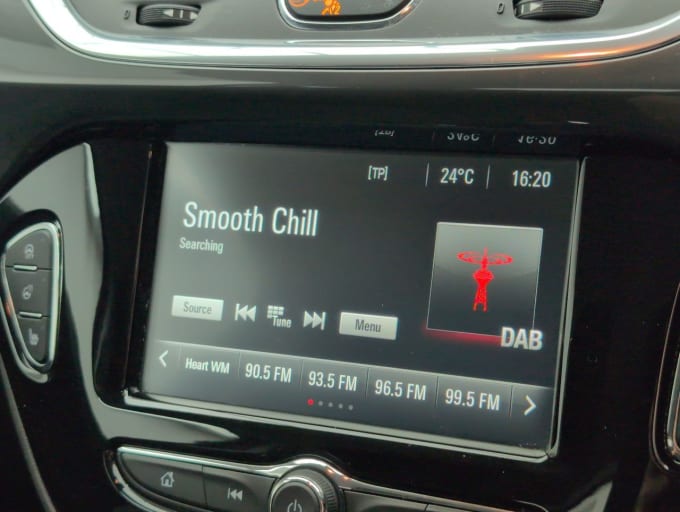 [TP] 24°C 16:20
Smooth Chill
Searching
Source Tune Menu
DAB
Heart WM 90.5 FM 93.5 FM 96.5 FM 99.5 FM